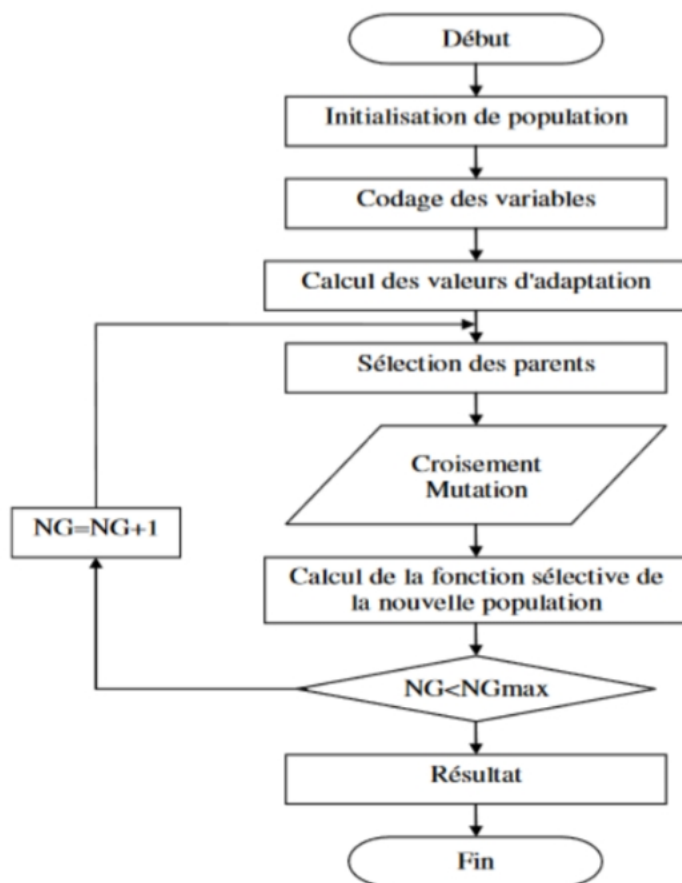 Début
Initialisation de population
Codage des variables
Calcul des valeurs d'adaptation
Sélection des parents
Croisement
Mutation
NG=NG+1
Calcul de la fonction sélective de
la nouvelle population
NG<NGmax
Résultat
Fin